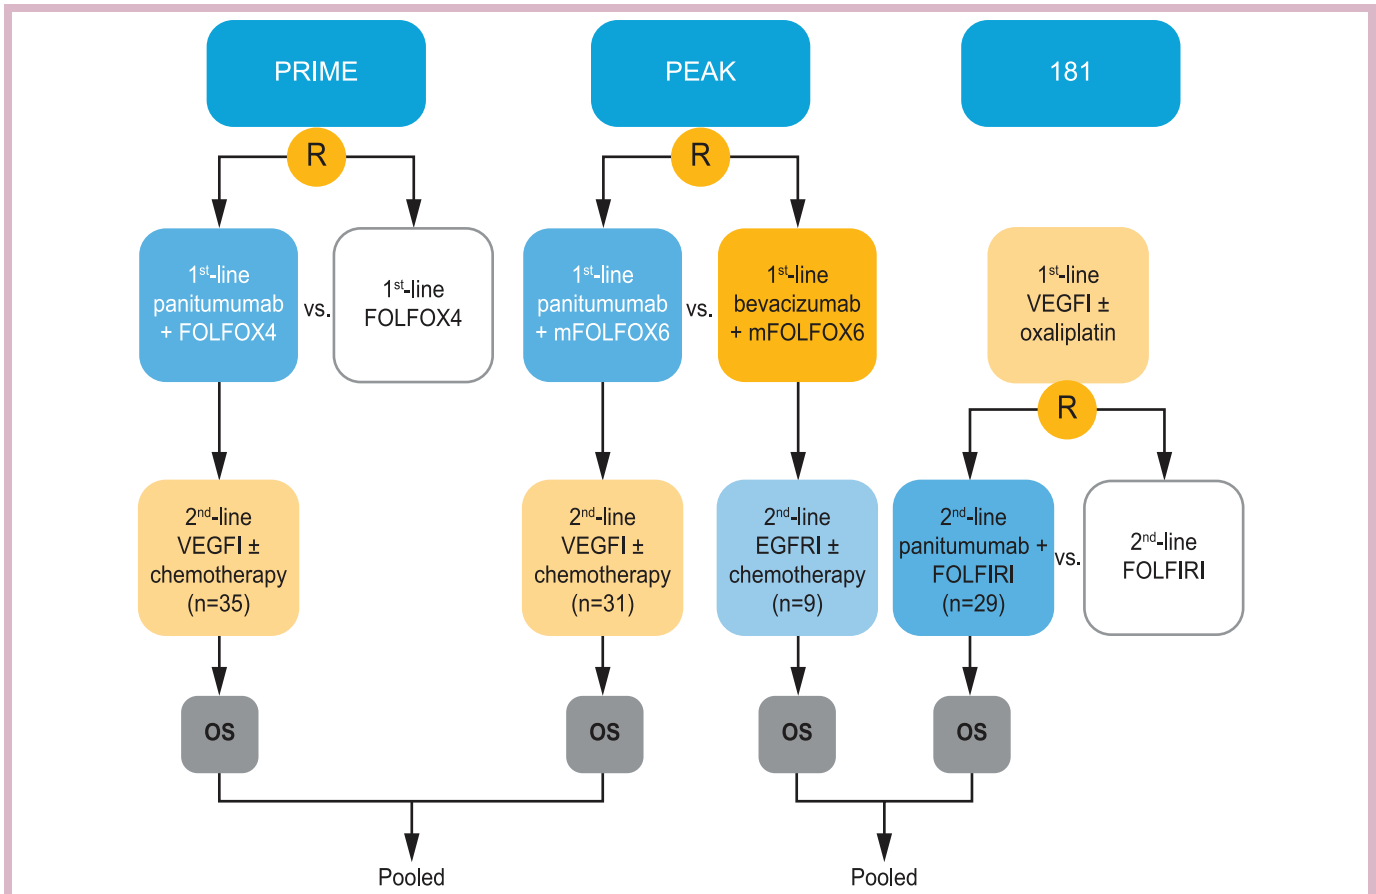 PRIME
PEAK
181
R
R
1st-line
panitumumab
+ FOLFOX4
vs.
1st-line
FOLFOX4
1st-line
panitumumab
+ mFOLFOX6
vs.
1st-line
bevacizumab
+ mFOLFOX6
1st-line
VEGFI ±
oxaliplatin
R
2nd-line
VEGFI ±
chemotherapy
(n=35)
2nd-line
VEGFI ±
chemotherapy
(n=31)
2nd-line
EGFRI ±
chemotherapy
(n=9)
2nd-line
panitumumab +
FOLFIRI
(n=29)
vs.
2nd-line
FOLFIRI
OS
OS
OS
OS
Pooled
Pooled